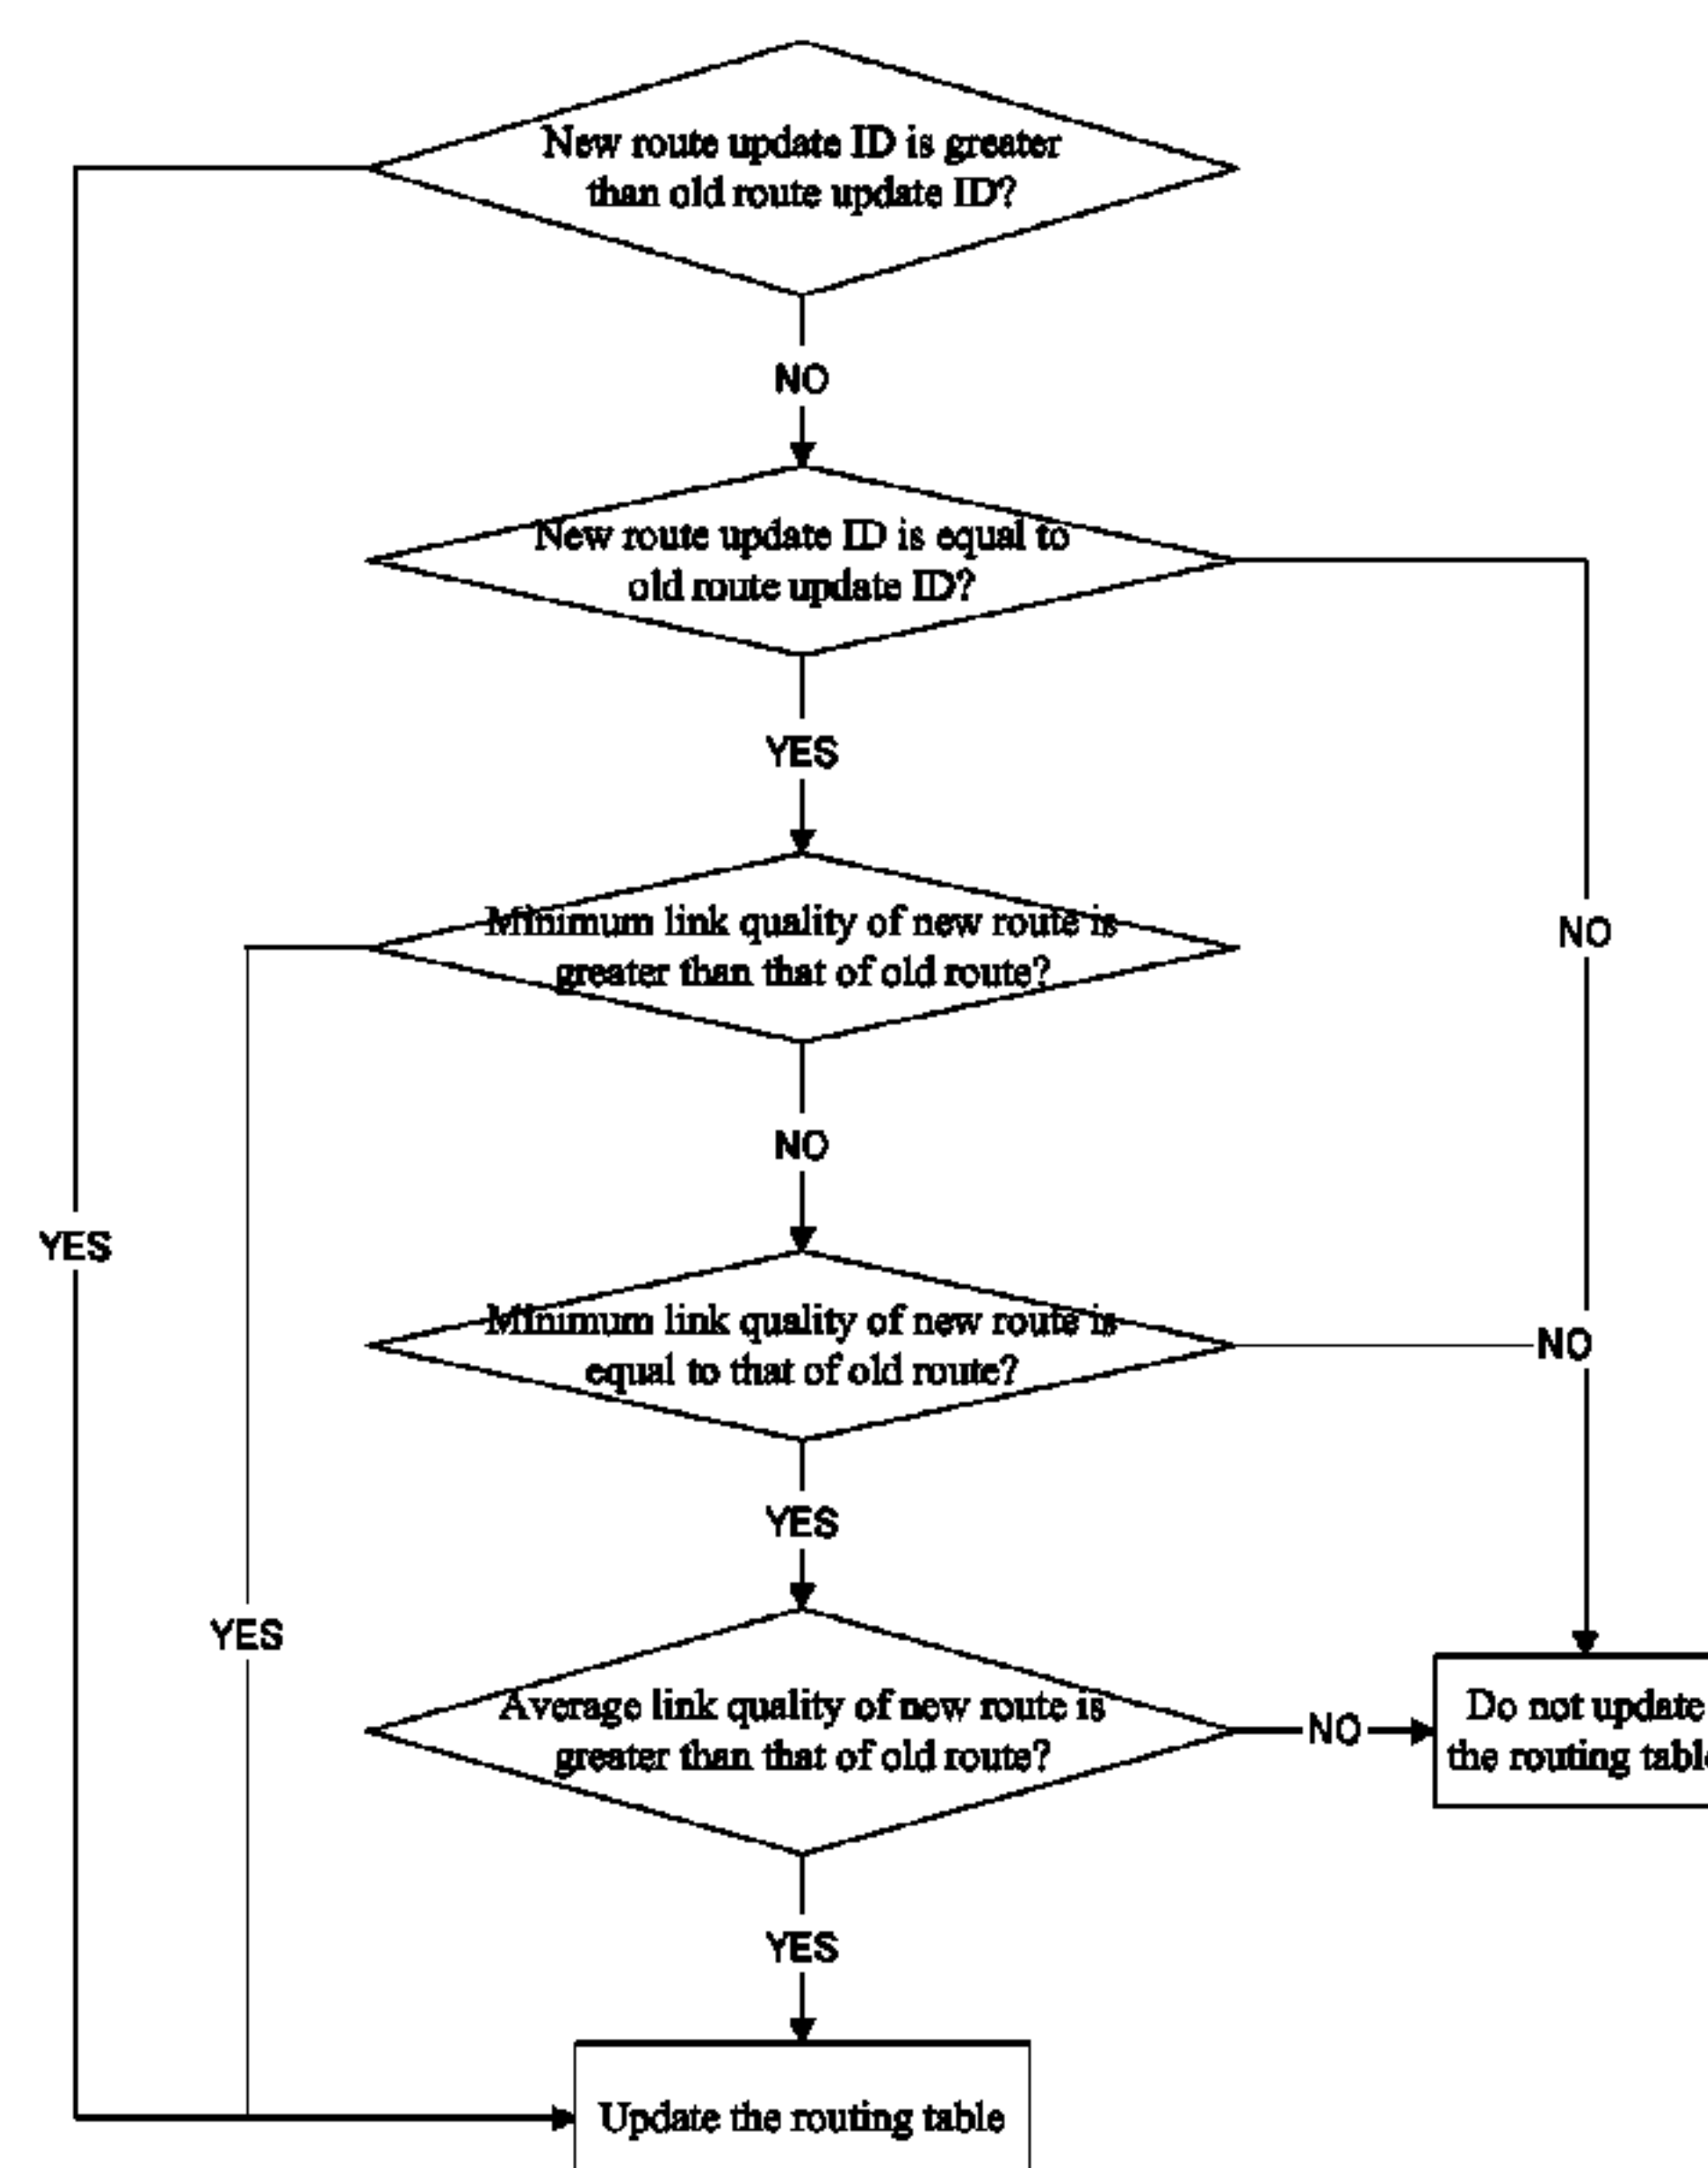 New route update ID is greater
than old route update ID?
NO
New route update ID is equal to
old route update ID?
YES
Minimum link quality of new route is
greater than that of old route?
NO
NO
YES
Minimum link quality of new route is
equal to that of old route?
NO
YES
YES
Average link quality of new route is
greater than that of old route?
NO
Do not update
the routing table
YES
Update the routing table